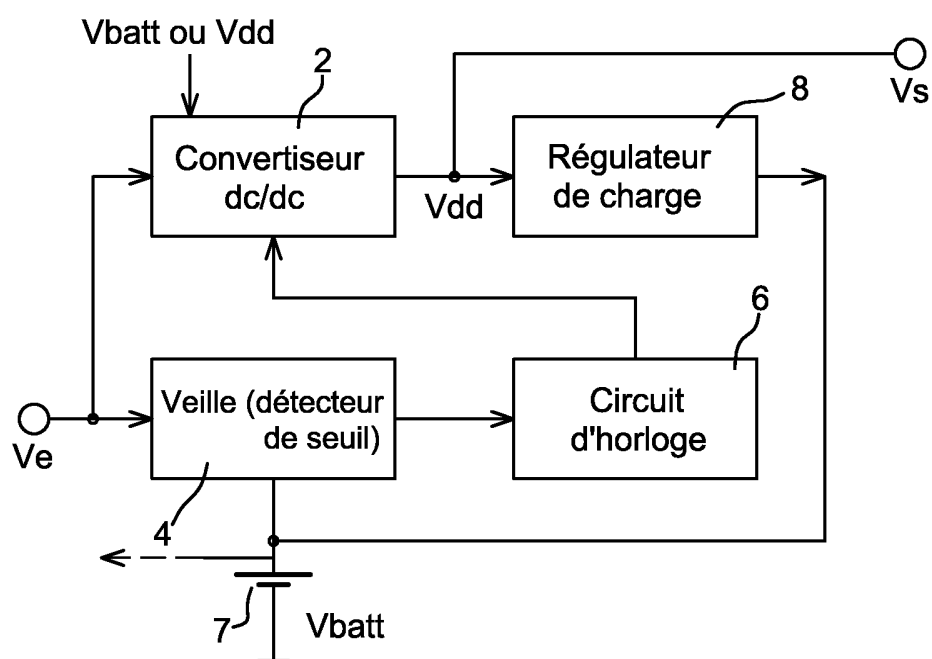 Vbatt ou Vdd
2
8
Vs
Convertiseur
dc/dc
Régulateur
de charge
Vdd
6
Veille (détecteur
de seuil)
Circuit
d'horloge
Ve
4
7
Vbatt